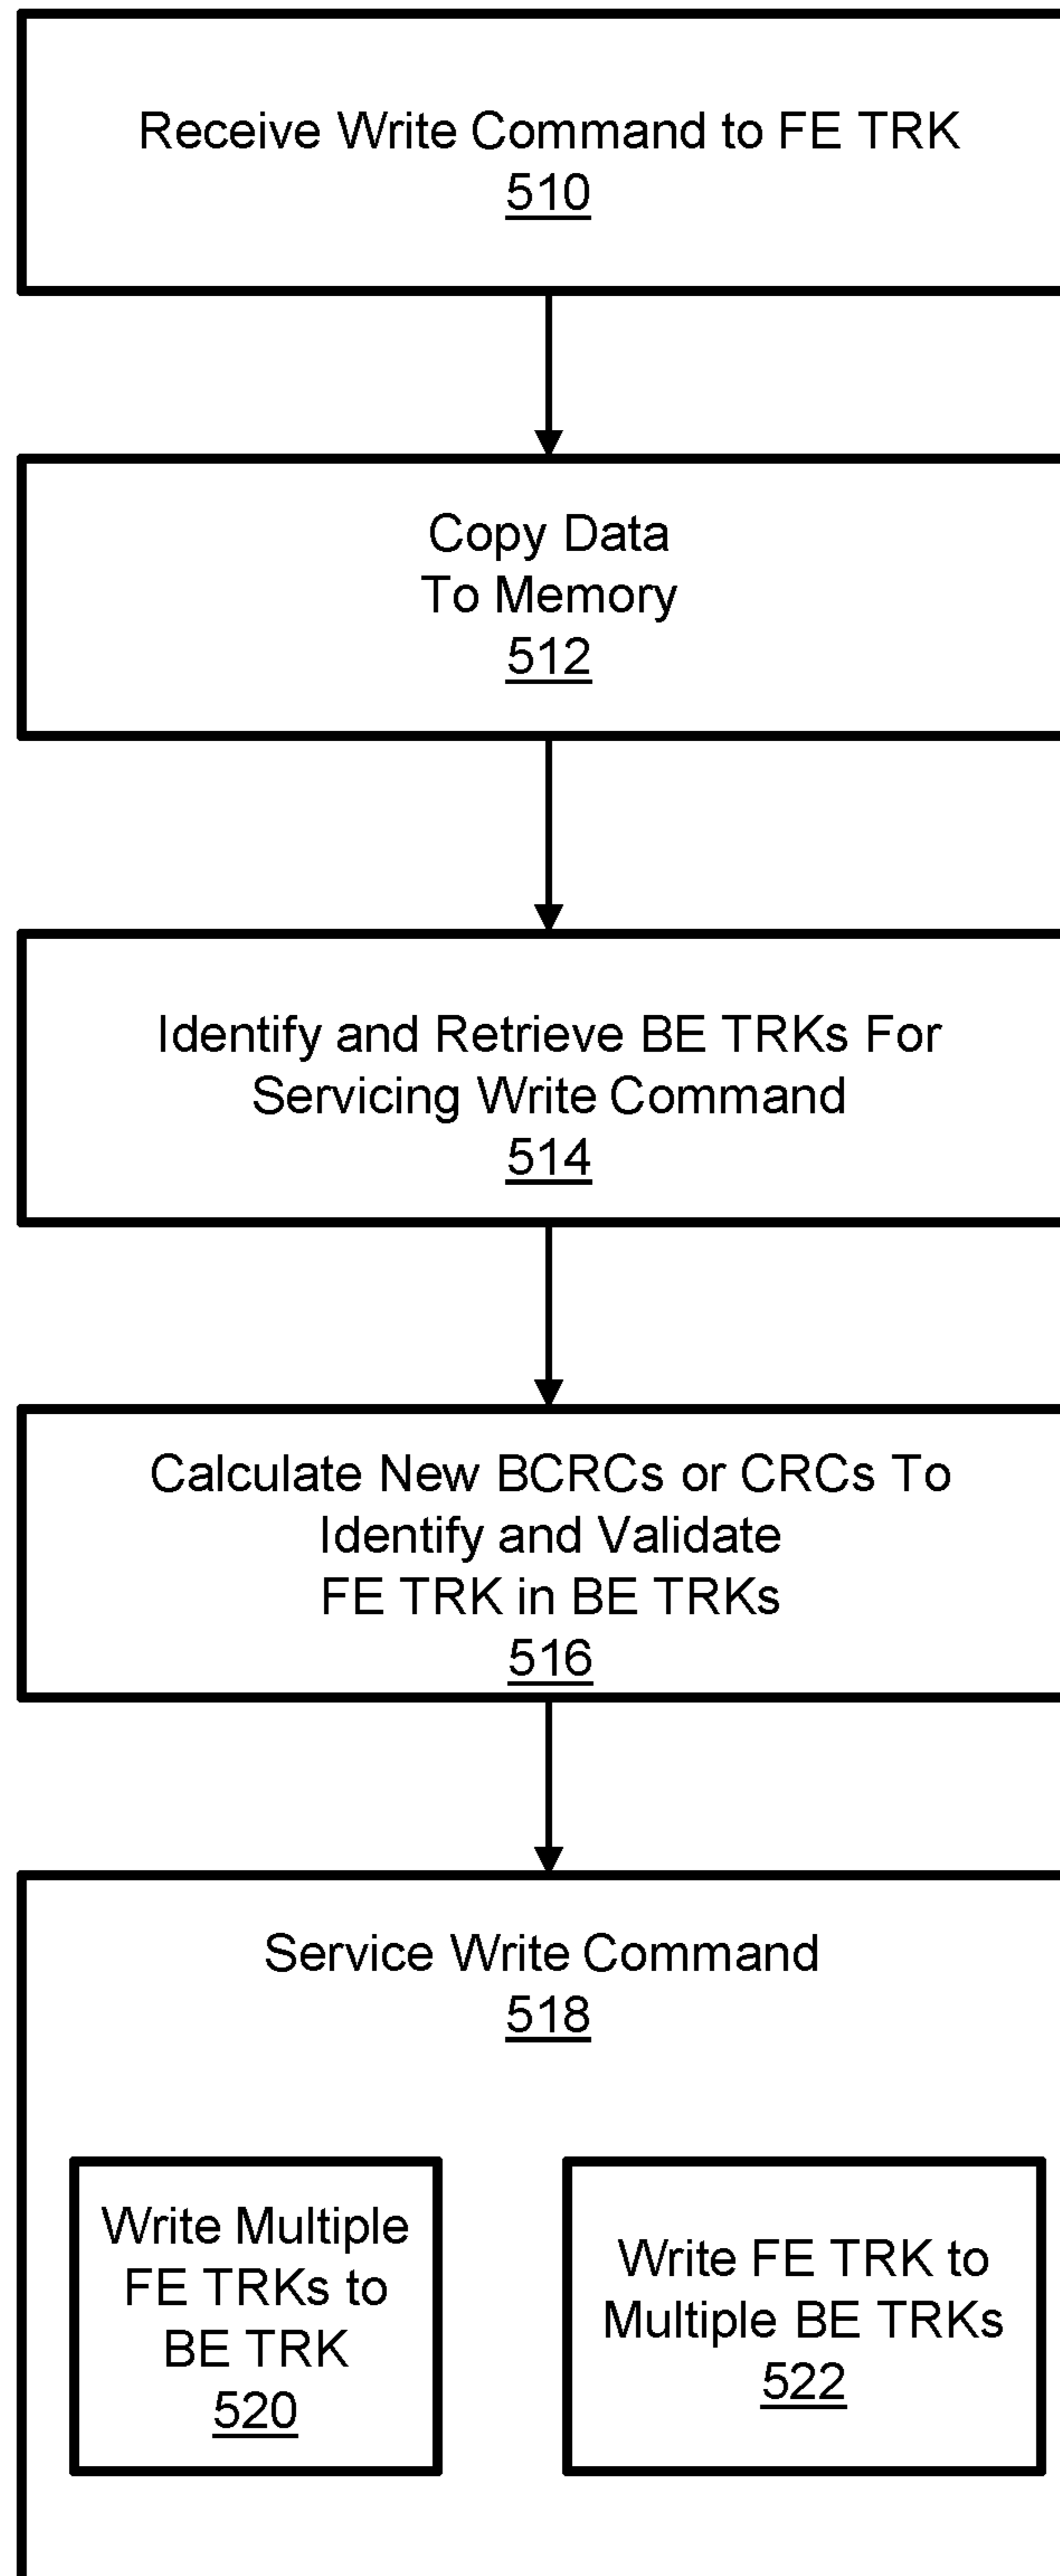 Receive Write Command to FE TRK
510
Copy Data
To Memory
512
Identify and Retrieve BE TRKs For
Servicing Write Command
514
Calculate New BCRCs or CRCs To
Identify and Validate
FE TRK in BE TRKs
516
Service Write Command
518
Write Multiple
FE TRKs to
BE TRK
520
Write FE TRK to
Multiple BE TRKs
522